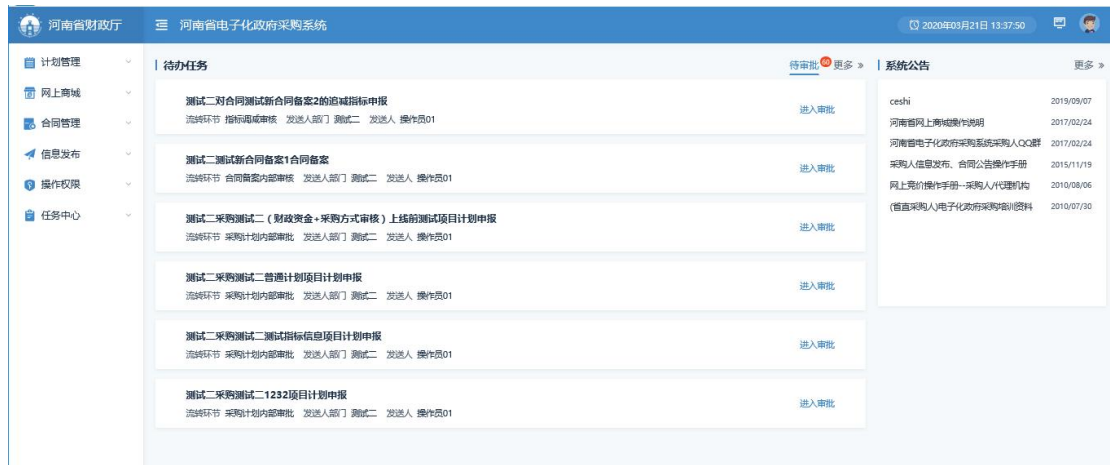 河南省财政厅
河南省电子化政府采购系统
2020年03月21日 13:37:50
计划管理
网上商城
合同管理
信息发布
操作权限
任务中心
待办任务
待审批 60 更多 »
测试二对合同测试新合同备案2的追减指标申报
流转环节 指标调减审核 发送人部门 测试二 发送人 操作员01
进入审批
测试二测试新合同备案1合同备案
流转环节 合同备案内部审核 发送人部门 测试二 发送人 操作员01
进入审批
测试二采购测试二（财政资金+采购方式审核）上线前测试项目计划申报
流转环节 采购计划内部审批 发送人部门 测试二 发送人 操作员01
进入审批
测试二采购测试二普通计划项目计划申报
流转环节 采购计划内部审批 发送人部门 测试二 发送人 操作员01
进入审批
测试二采购测试二测试指标信息项目计划申报
流转环节 采购计划内部审批 发送人部门 测试二 发送人 操作员01
进入审批
测试二采购测试二1232项目计划申报
流转环节 采购计划内部审批 发送人部门 测试二 发送人 操作员01
进入审批
系统公告 更多 »
ceshi 2019/09/07
河南省网上商城操作说明 2017/02/24
河南省电子化政府采购系统采购人QQ群 2017/02/24
采购人信息发布、合同公告操作手册 2015/11/19
网上竞价操作手册--采购人/代理机构 2010/08/06
(省直采购人)电子化政府采购培训资料 2010/07/30